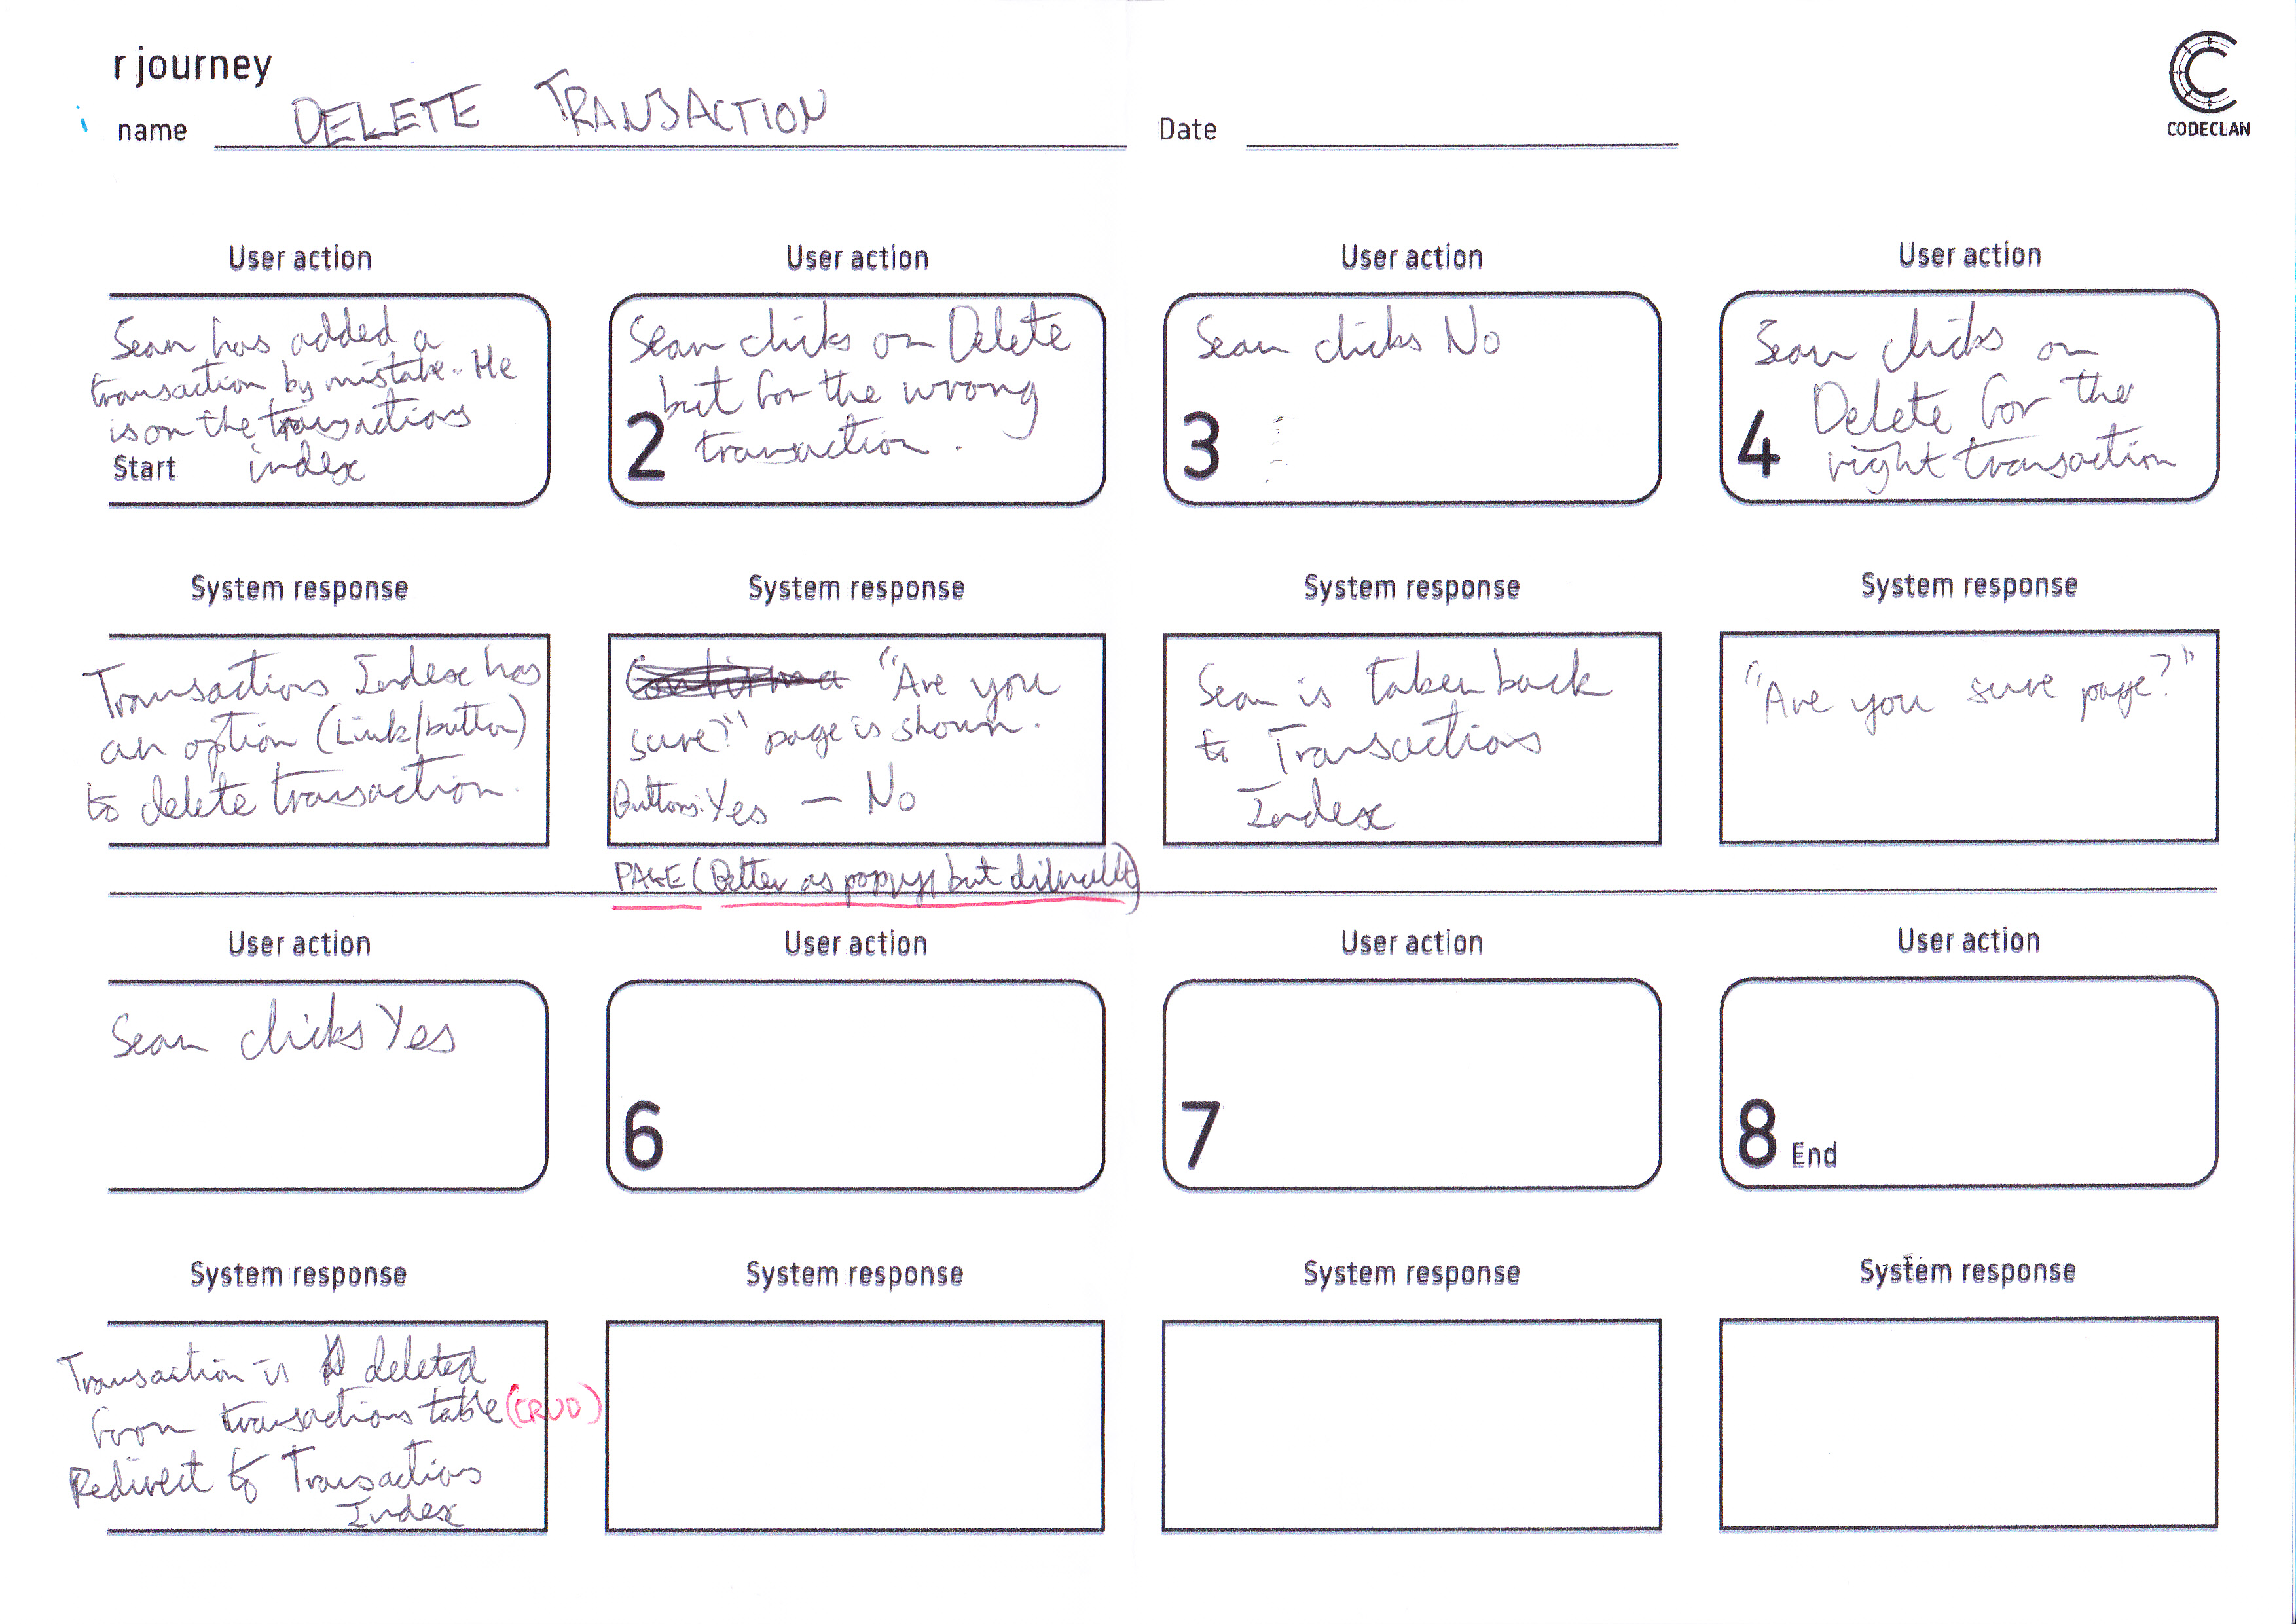 r journey
name DELETE TRANSACTION
Date
CODECLAN
User action
Sean has added a
transaction by mistake. He
is on the transactions
index
Start
User action
Sean clicks on Delete
but for the wrong
transaction.
2
User action
Sean clicks No
3
User action
Sean clicks on
Delete for the
right transaction
4
System response
Transactions Index has
an option (Link/button)
to delete transaction.
System response
"Are you
sure?" page is shown.
Buttons: Yes — No
PAGE (Better as popup, but difficult)
System response
Sean is taken back
to Transactions
Index
System response
"Are you sure page?"
User action
Sean clicks Yes
User action
6
User action
7
User action
8 End
System response
Transaction is deleted
from transactions table (CRUD)
Redirect to Transactions
Index
System response
System response
System response